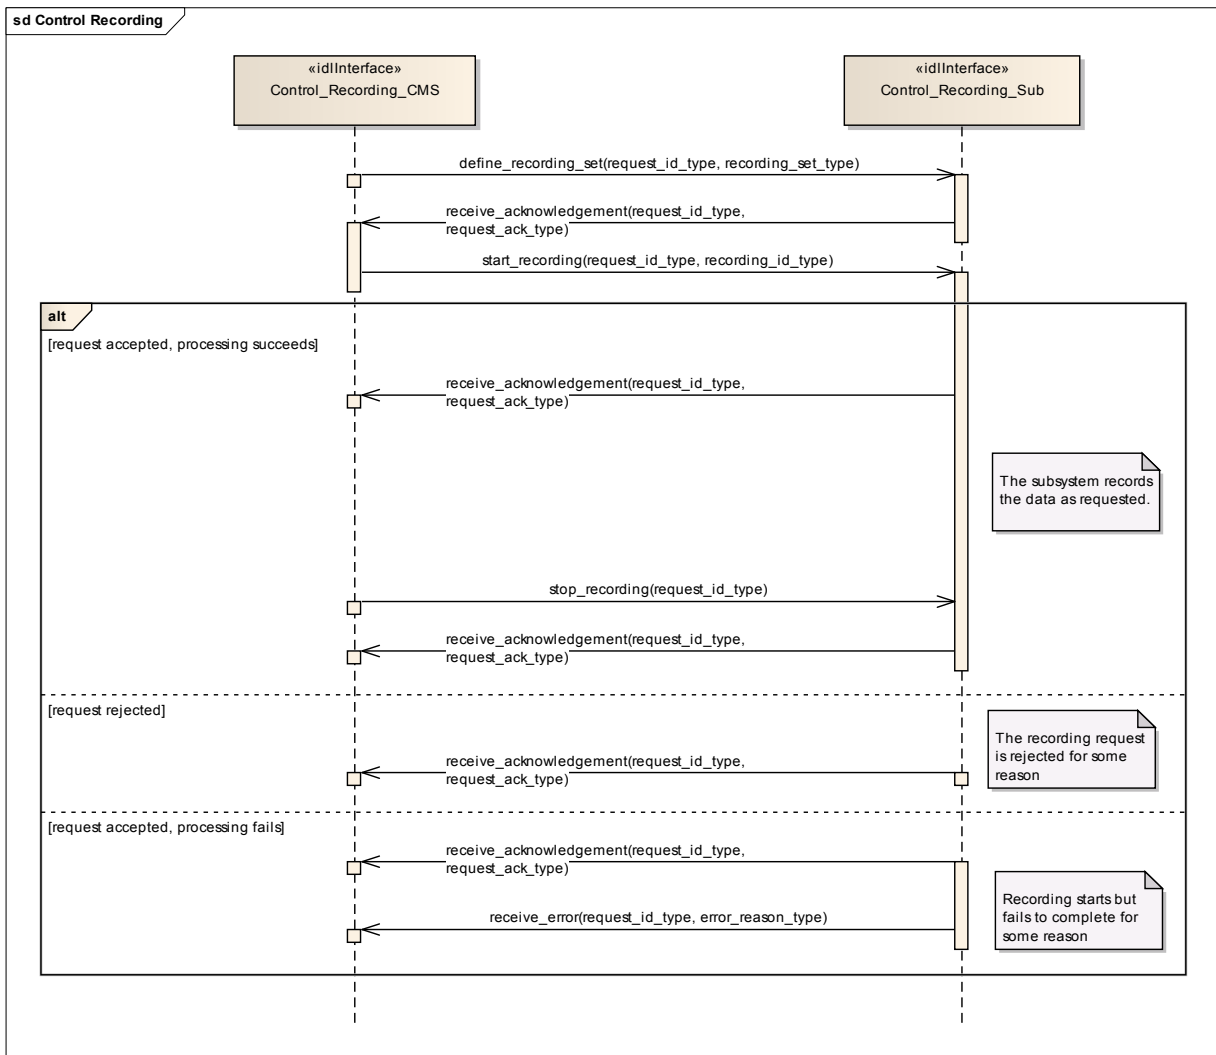 sd Control Recording
«idlInterface»
Control_Recording_CMS
«idlInterface»
Control_Recording_Sub
define_recording_set(request_id_type, recording_set_type)
receive_acknowledgement(request_id_type,
request_ack_type)
start_recording(request_id_type, recording_id_type)
alt
[request accepted, processing succeeds]
receive_acknowledgement(request_id_type,
request_ack_type)
The subsystem records
the data as requested.
stop_recording(request_id_type)
receive_acknowledgement(request_id_type,
request_ack_type)
[request rejected]
The recording request
is rejected for some
reason
receive_acknowledgement(request_id_type,
request_ack_type)
[request accepted, processing fails]
receive_acknowledgement(request_id_type,
request_ack_type)
Recording starts but
fails to complete for
some reason
receive_error(request_id_type, error_reason_type)